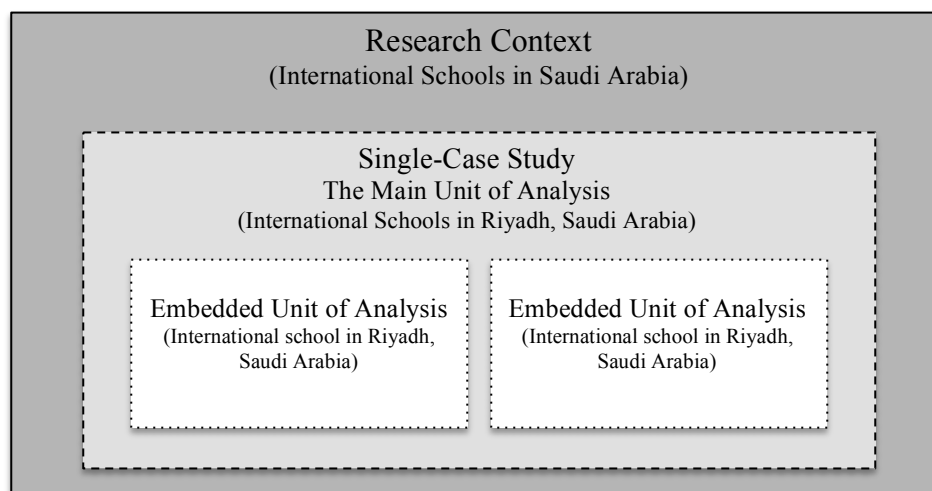 Research Context
(International Schools in Saudi Arabia)
Single-Case Study
The Main Unit of Analysis
(International Schools in Riyadh, Saudi Arabia)
Embedded Unit of Analysis
(International school in Riyadh,
Saudi Arabia)
Embedded Unit of Analysis
(International school in Riyadh,
Saudi Arabia)